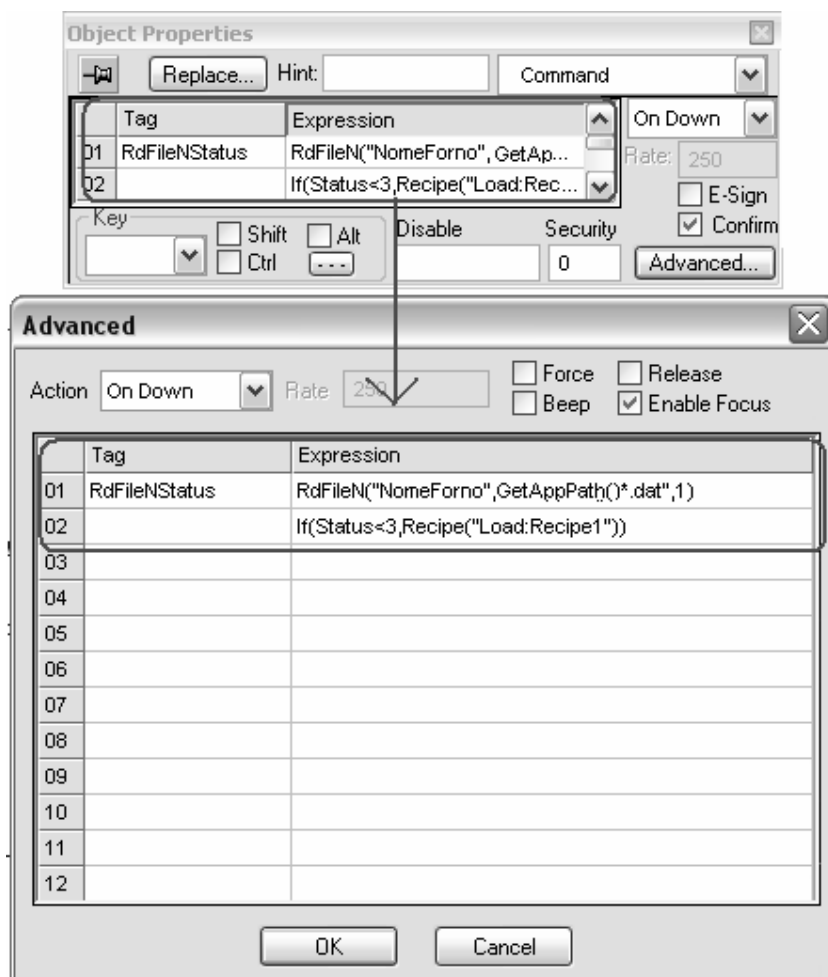 Object Properties
Replace... Hint: Command
Tag Expression On Down
01 RdFileNStatus RdFileN("NomeForno", GetAp... Rate: 250
02 If(Status<3,Recipe("Load:Rec... E-Sign
Key Shift Alt Disable Security Confirm
Ctrl ... 0 Advanced...
Advanced
Action On Down Rate 250 Force Release
Beep Enable Focus
Tag Expression
01 RdFileNStatus RdFileN("NomeForno",GetAppPath()*.dat",1)
02 If(Status<3,Recipe("Load:Recipe1"))
03
04
05
06
07
08
09
10
11
12
OK Cancel